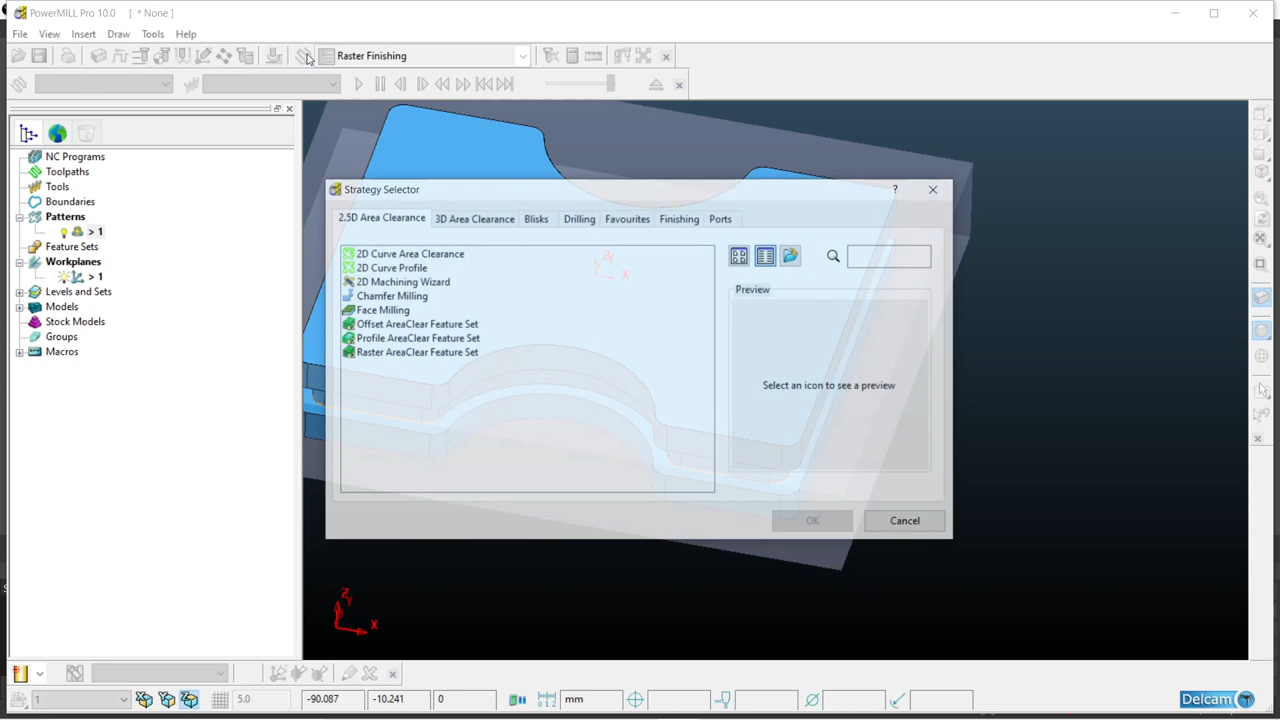 PowerMILL Pro 10.0 [ * None ]
File View Insert Draw Tools Help
Raster Finishing
NC Programs
Toolpaths
Tools
Boundaries
Patterns
> 1
Feature Sets
Workplanes
> 1
Levels and Sets
Models
Stock Models
Groups
Macros
Strategy Selector
?
2.5D Area Clearance 3D Area Clearance Blisks Drilling Favourites Finishing Ports
2D Curve Area Clearance
2D Curve Profile
2D Machining Wizard
Chamfer Milling
Face Milling
Offset AreaClear Feature Set
Profile AreaClear Feature Set
Raster AreaClear Feature Set
Preview
Select an icon to see a preview
OK Cancel
X
Z
Y
X
1 5.0 -90.087 -10.241 0 mm
Delcam